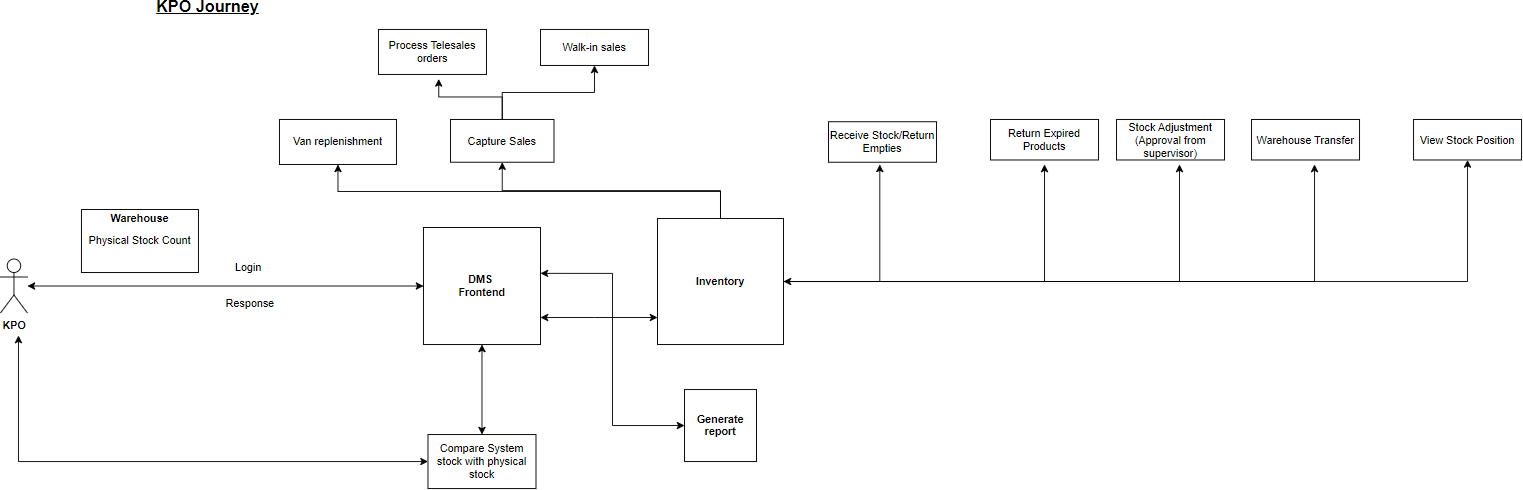 KPO Journey
Process Telesales
orders
Walk-in sales
Van replenishment
Capture Sales
Receive Stock/Return
Empties
Return Expired
Products
Stock Adjustment
(Approval from
supervisor)
Warehouse Transfer
View Stock Position
Warehouse
Physical Stock Count
Login
Response
KPO
DMS
Frontend
Inventory
Generate
report
Compare System
stock with physical
stock